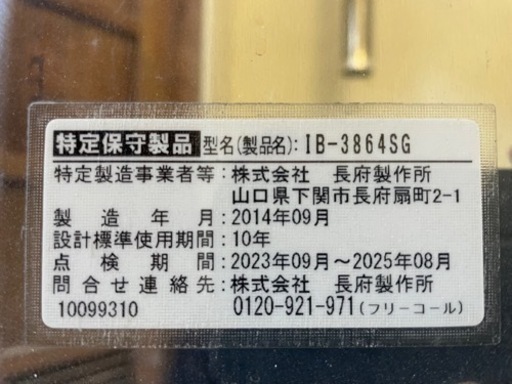 特定保守製品 型名(製品名): IB-3864SG
特定製造事業者等: 株式会社 長府製作所
山口県下関市長府扇町2-1
製造年月: 2014年09月
設計標準使用期間: 10年
点検期間: 2023年09月～2025年08月
問合せ連絡先: 株式会社 長府製作所
10099310 0120-921-971(フリーコール)